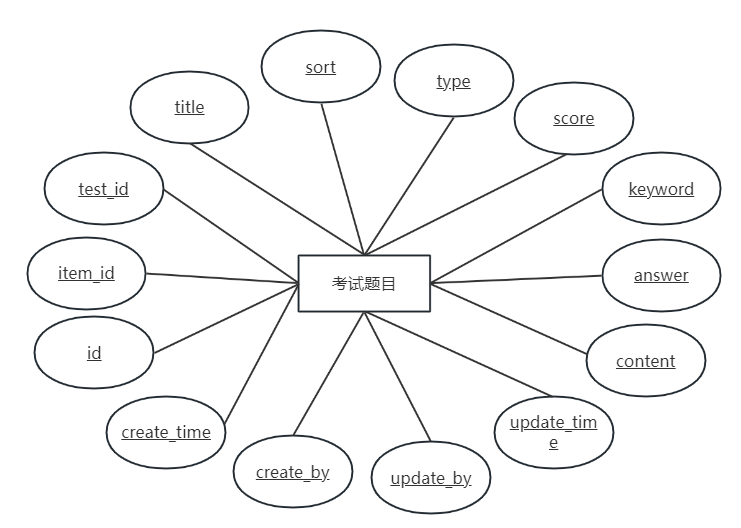 sort
type
title
score
test_id
keyword
item_id
考试题目
answer
id
content
create_time
update_tim
e
create_by
update_by